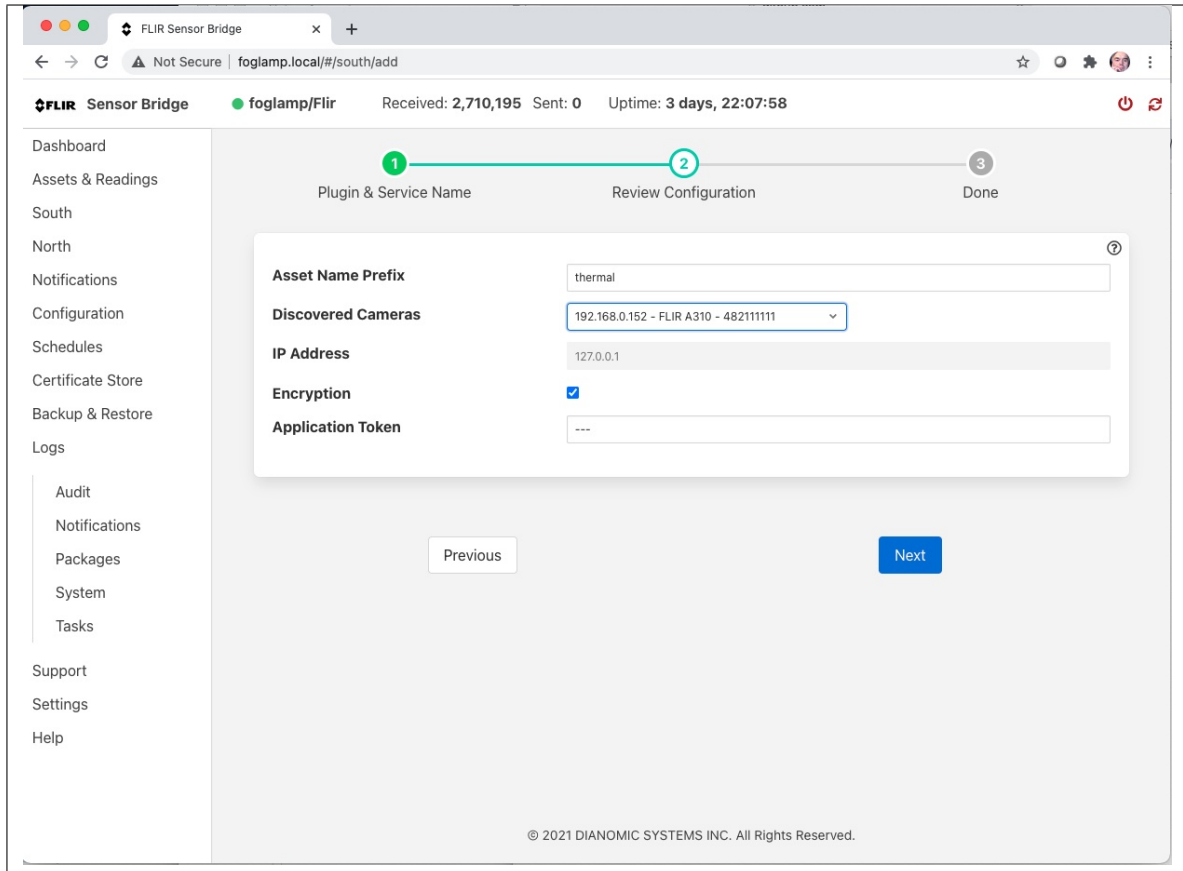 FLIR Sensor Bridge
Not Secure | foglamp.local/#/south/add
FLIR Sensor Bridge foglamp/Flir Received: 2,710,195 Sent: 0 Uptime: 3 days, 22:07:58
Dashboard
Assets & Readings
South
North
Notifications
Configuration
Schedules
Certificate Store
Backup & Restore
Logs
Audit
Notifications
Packages
System
Tasks
Support
Settings
Help
1 2 3
Plugin & Service Name Review Configuration Done
Asset Name Prefix thermal
Discovered Cameras 192.168.0.152 - FLIR A310 - 482111111
IP Address 127.0.0.1
Encryption
Application Token ---
Previous Next
© 2021 DIANOMIC SYSTEMS INC. All Rights Reserved.